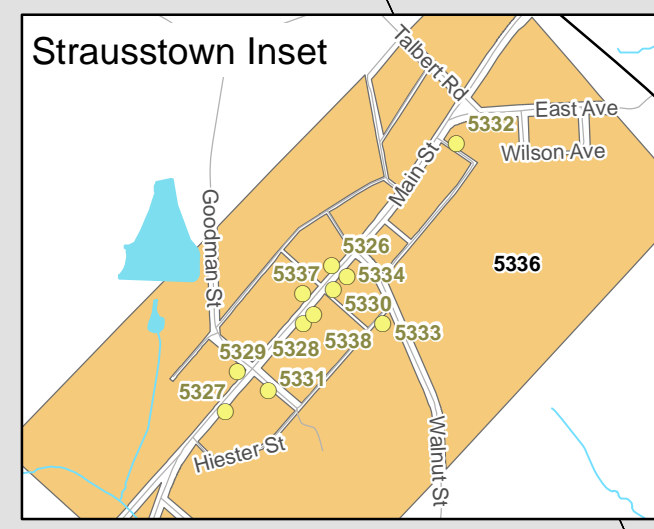 Strausstown Inset
Talbert Rd
East Ave
5332
Wilson Ave
Main St
Goodman St
5326
5336
5337
5334
5330
5333
5329
5328
5338
5331
5327
Hiester St
Walnut St